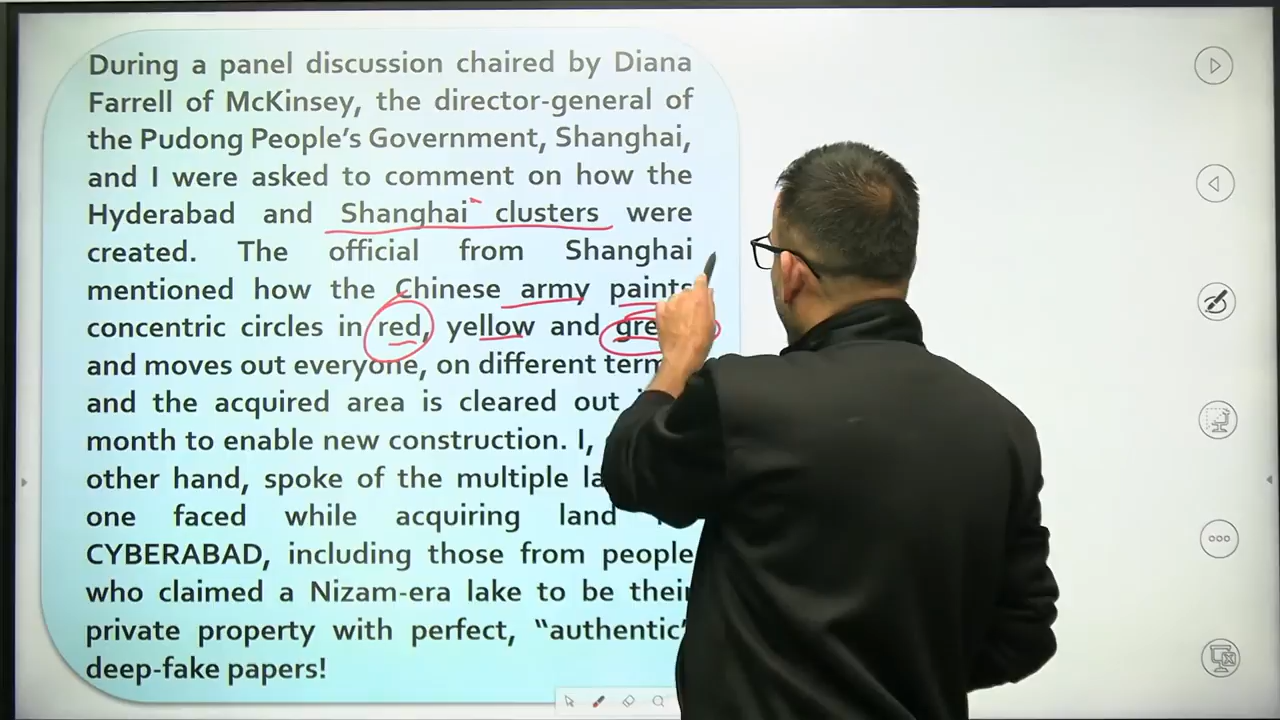 During a panel discussion chaired by Diana
Farrell of McKinsey, the director-general of
the Pudong People's Government, Shanghai,
and I were asked to comment on how the
Hyderabad and Shanghai clusters were
created. The official from Shanghai
mentioned how the Chinese army paints
concentric circles in red, yellow and
and moves out everyone, on different
and the acquired area is cleared out
month to enable new construction. I,
other hand, spoke of the multiple
one faced while acquiring land
CYBERABAD, including those from people
who claimed a Nizam-era lake to be their
private property with perfect, “authentic”
deep-fake papers!